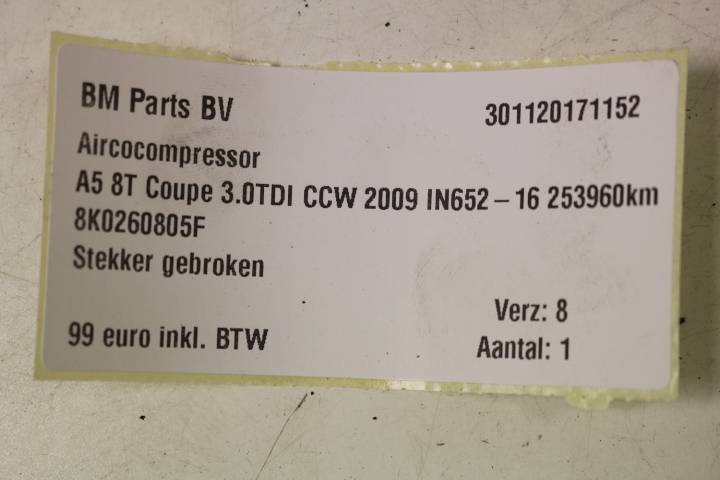 BM Parts BV 301120171152
Aircocompressor
A5 8T Coupe 3.0TDI CCW 2009 IN652 - 16 253960km
8K0260805F
Stekker gebroken
Verz: 8
99 euro inkl. BTW Aantal: 1